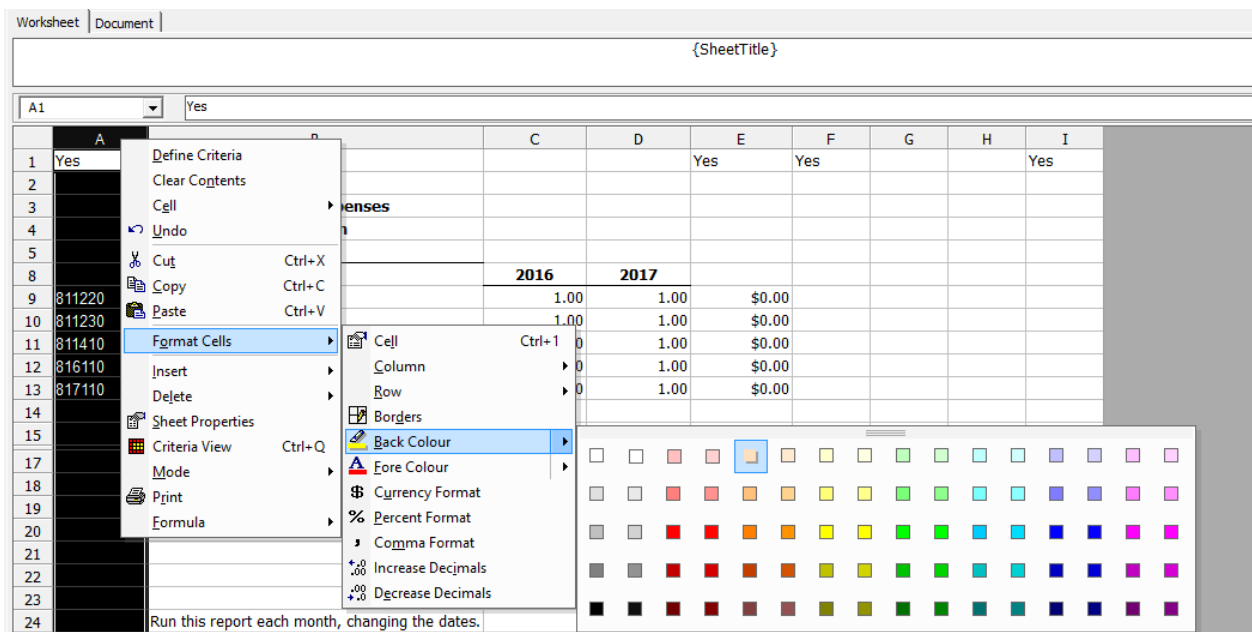 Worksheet Document
{SheetTitle}
A1 Yes
A C D E F G H I
1 Yes Yes Yes Yes
2
3 enses
4
5
8 2016 2017
9 811220 1.00 1.00 $0.00
10 811230 1.00 1.00 $0.00
11 811410 0 1.00 $0.00
12 816110 0 1.00 $0.00
13 817110 0 1.00 $0.00
14
15
17
18
19
20
21
22
23
24 Run this report each month, changing the dates.
Define Criteria
Clear Contents
Cell
Undo
Cut Ctrl+X
Copy Ctrl+C
Paste Ctrl+V
Format Cells
Insert
Delete
Sheet Properties
Criteria View Ctrl+Q
Mode
Print
Formula
Cell Ctrl+1
Column
Row
Borders
Back Colour
Fore Colour
$ Currency Format
% Percent Format
, Comma Format
Increase Decimals
Decrease Decimals